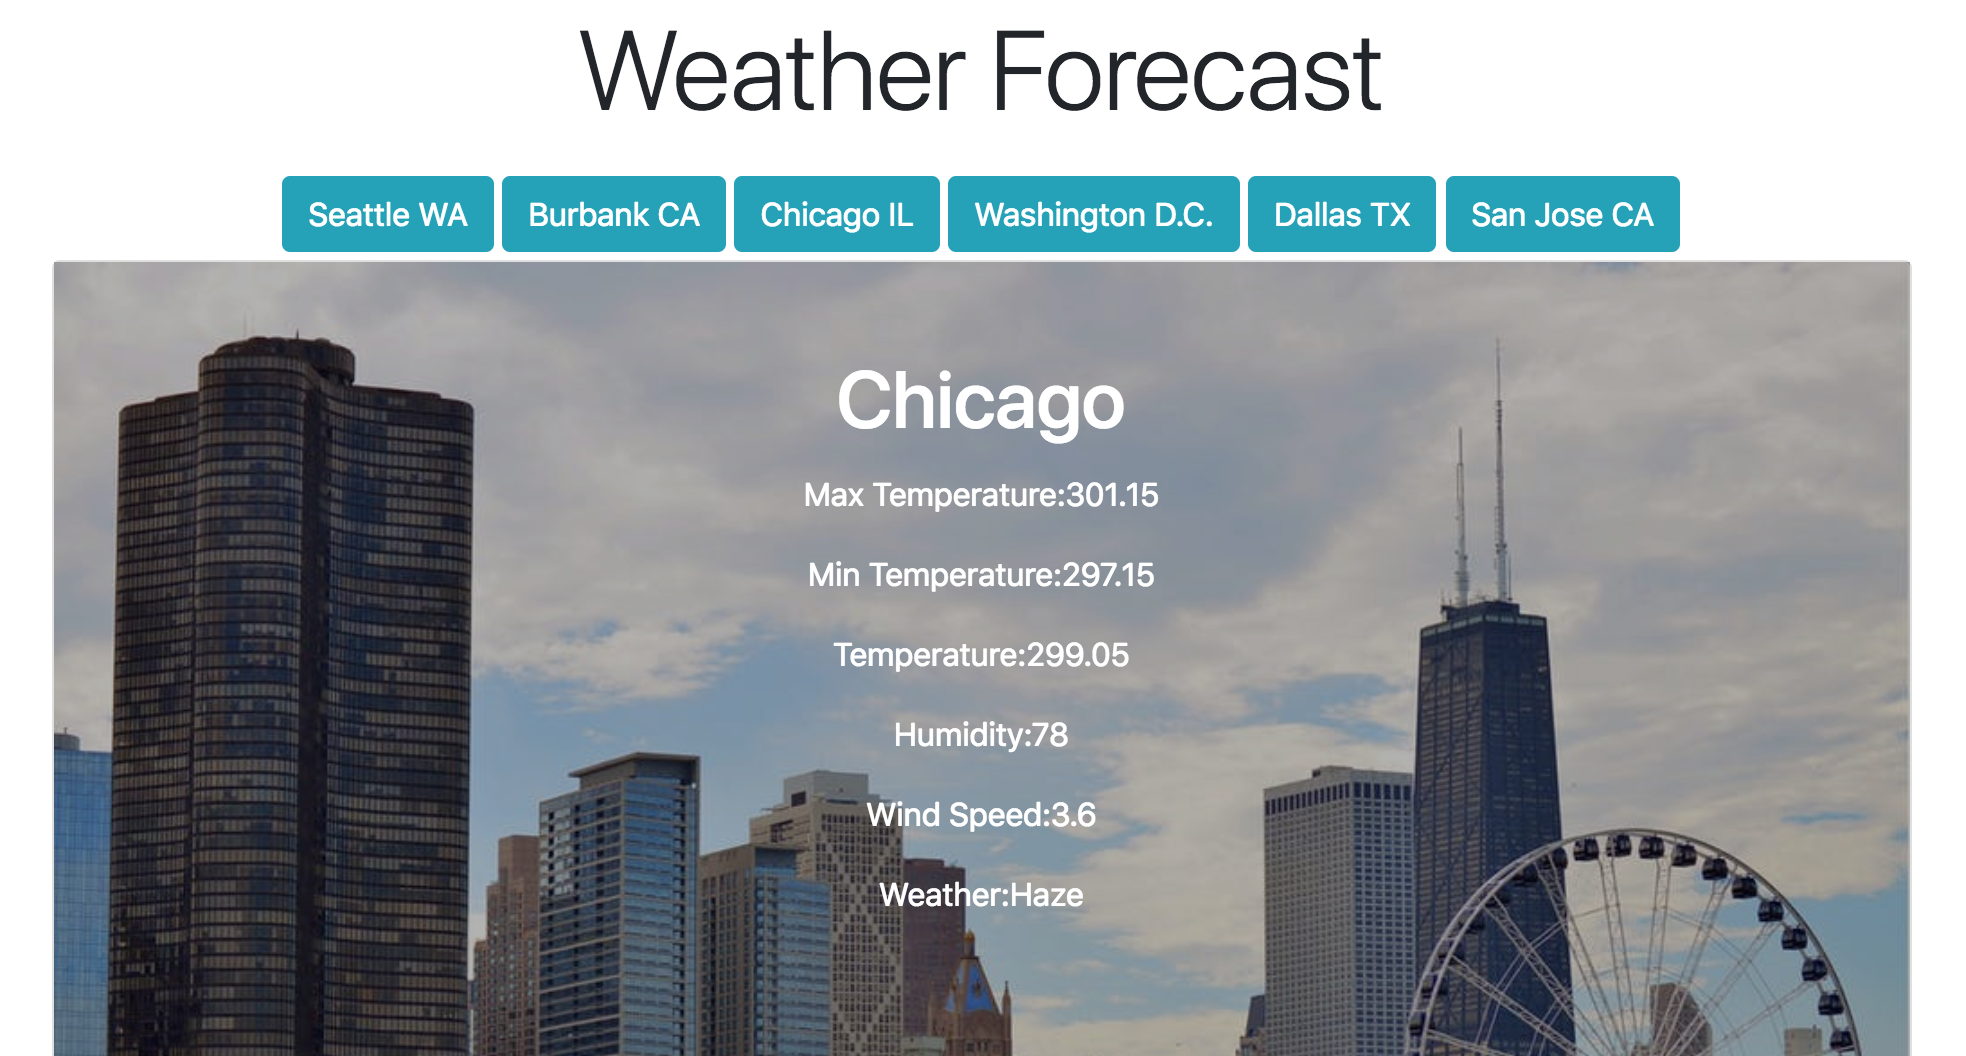 Weather Forecast
Seattle WA Burbank CA Chicago IL Washington D.C. Dallas TX San Jose CA
Chicago
Max Temperature:301.15
Min Temperature:297.15
Temperature:299.05
Humidity:78
Wind Speed:3.6
Weather:Haze